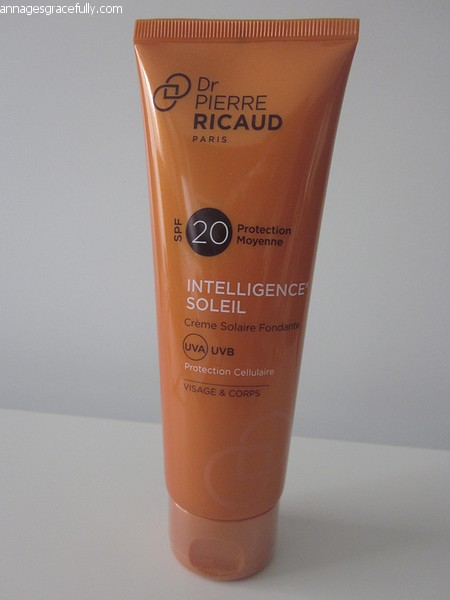 annagesgracefully.com
Dr
PIERRE
RICAUD
PARIS
SPF
20
Protection
Moyenne
INTELLIGENCE
SOLEIL
Crème Solaire Fondante
UVA UVB
Protection Cellulaire
VISAGE & CORPS